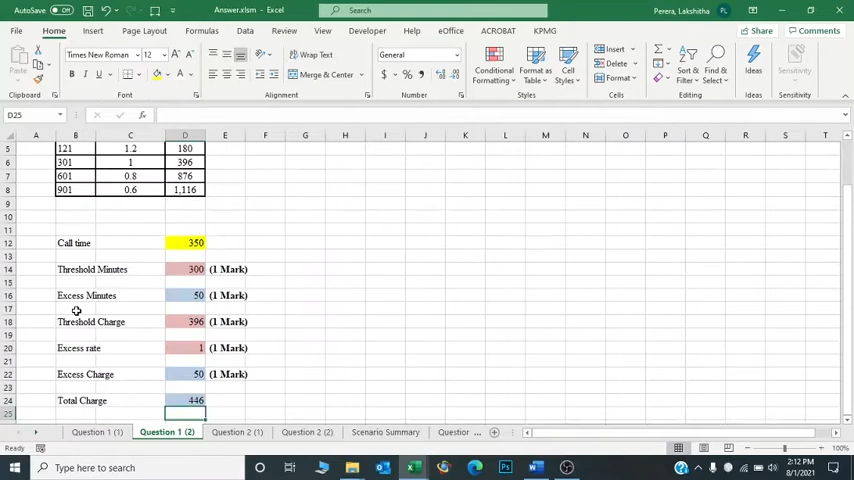 AutoSave Off Answer.xlsm - Excel Search Perera, Lakshitha PL
File Home Insert Page Layout Formulas Data Review View Developer Help eOffice ACROBAT KPMG Share Comments
Paste Times New Roman 12 Wrap Text General Conditional Formatting Format as Table Cell Styles Insert Delete Format Sort & Filter Find & Select Ideas Sensitivity
B I U Merge & Center $ % ,
Clipboard Font Alignment Number Styles Cells Editing Ideas Sensitivity
D25 fx
A B C D E F G H I J K L M N O P Q R S T
5 121 1.2 180
6 301 1 396
7 601 0.8 876
8 901 0.6 1,116
9
10
11
12 Call time 350
13
14 Threshold Minutes 300 (1 Mark)
15
16 Excess Minutes 50 (1 Mark)
17
18 Threshold Charge 396 (1 Mark)
19
20 Excess rate 1 (1 Mark)
21
22 Excess Charge 50 (1 Mark)
23
24 Total Charge 446
25
Question 1 (1) Question 1 (2) Question 2 (1) Question 2 (2) Scenario Summary Question ...
Ready 100%
Type here to search 2:12 PM
8/1/2021